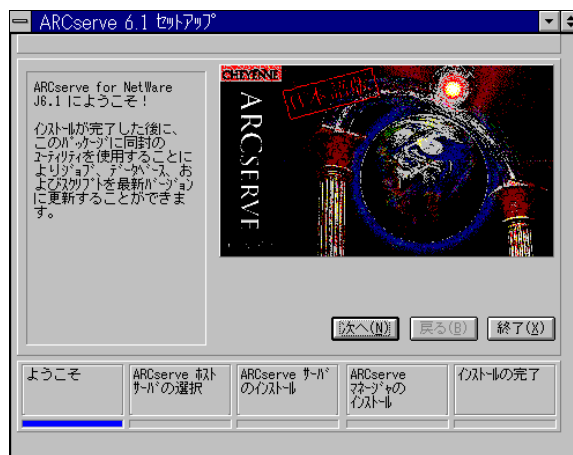 ARCserve 6.1 ｾｯﾄｱｯﾌﾟ
ARCserve for NetWare
J6.1 にようこそ！
ｲﾝｽﾄｰﾙが完了した後に、
このﾊﾟｯｹｰｼﾞに同封の
ﾕｰﾃｨﾘﾃｨを使用することに
よりｼﾞｮﾌﾞ、ﾃﾞｰﾀﾍﾞｰｽ、お
よびｽｸﾘﾌﾟﾄを最新ﾊﾞｰｼﾞｮﾝ
に更新することができま
す。
CHEYENNE
日本語版
ARCSERVE
次へ(N)
戻る(B)
終了(X)
ようこそ
ARCserve ﾎｽﾄ
ｻｰﾊﾞの選択
ARCserve ｻｰﾊﾞ
のｲﾝｽﾄｰﾙ
ARCserve
ﾏﾈｰｼﾞｬの
ｲﾝｽﾄｰﾙ
ｲﾝｽﾄｰﾙの完了